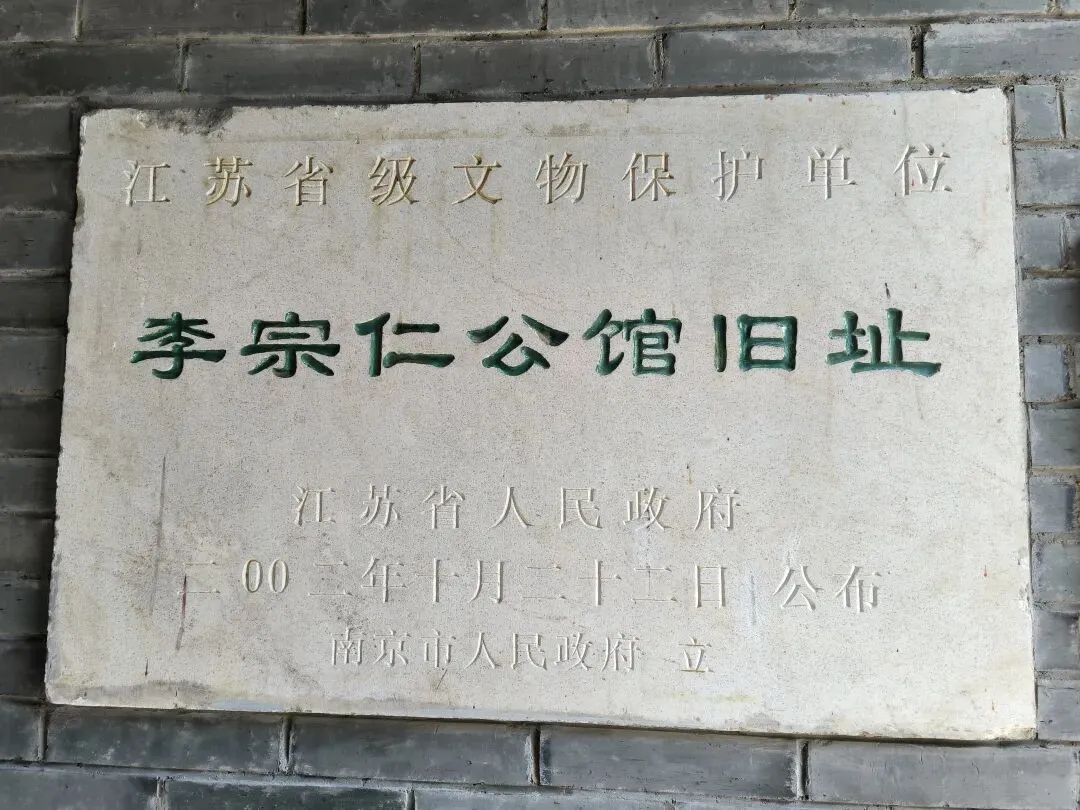 江苏省级文物保护单位
李宗仁公馆旧址
江苏省人民政府
二00二年十月二十二日 公布
南京市人民政府 立